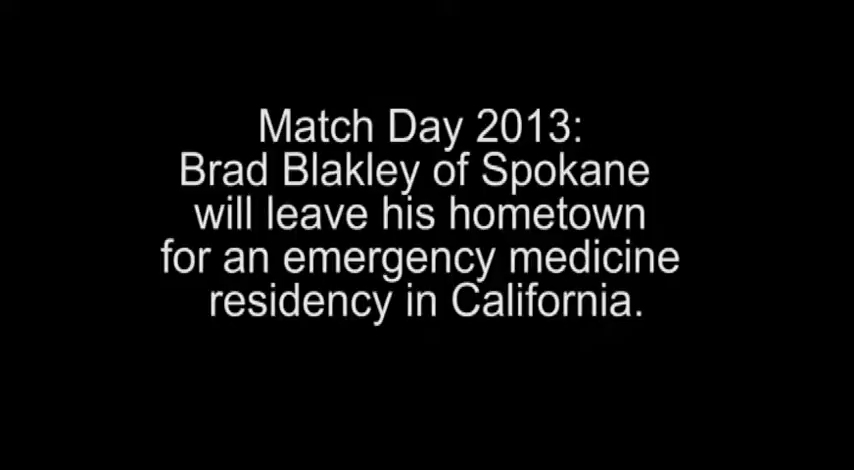 Match Day 2013:
Brad Blakley of Spokane
will leave his hometown
for an emergency medicine
residency in California.